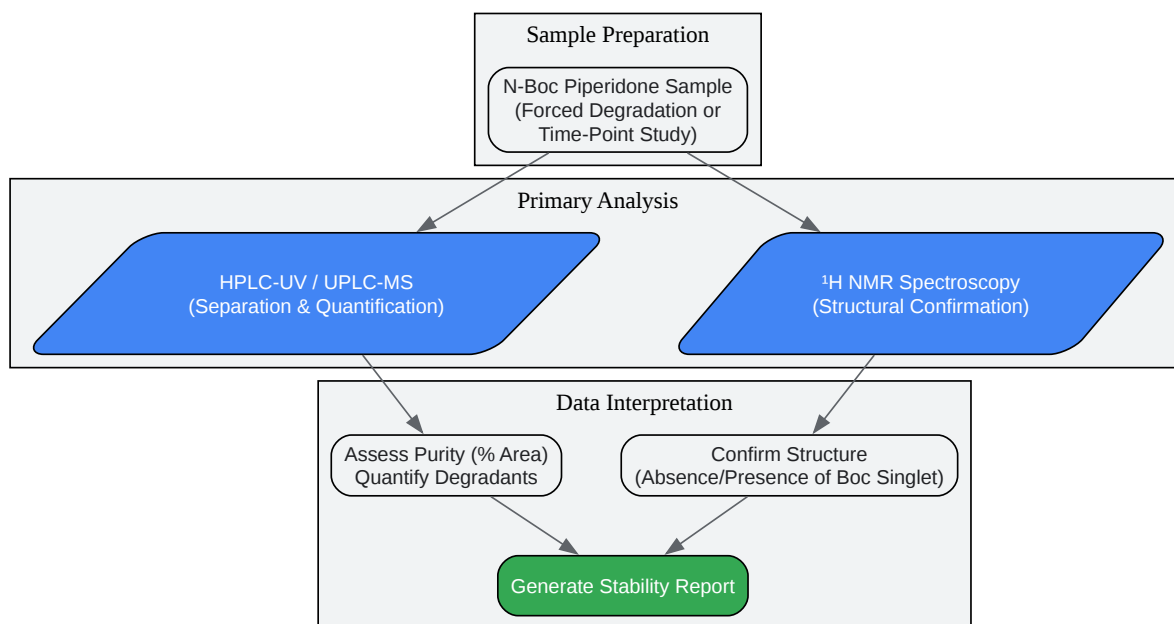 Sample Preparation
N-Boc Piperidone Sample
(Forced Degradation or
Time-Point Study)
Primary Analysis
HPLC-UV / UPLC-MS
(Separation & Quantification)
¹H NMR Spectroscopy
(Structural Confirmation)
Data Interpretation
Assess Purity (% Area)
Quantify Degradants
Confirm Structure
(Absence/Presence of Boc Singlet)
Generate Stability Report